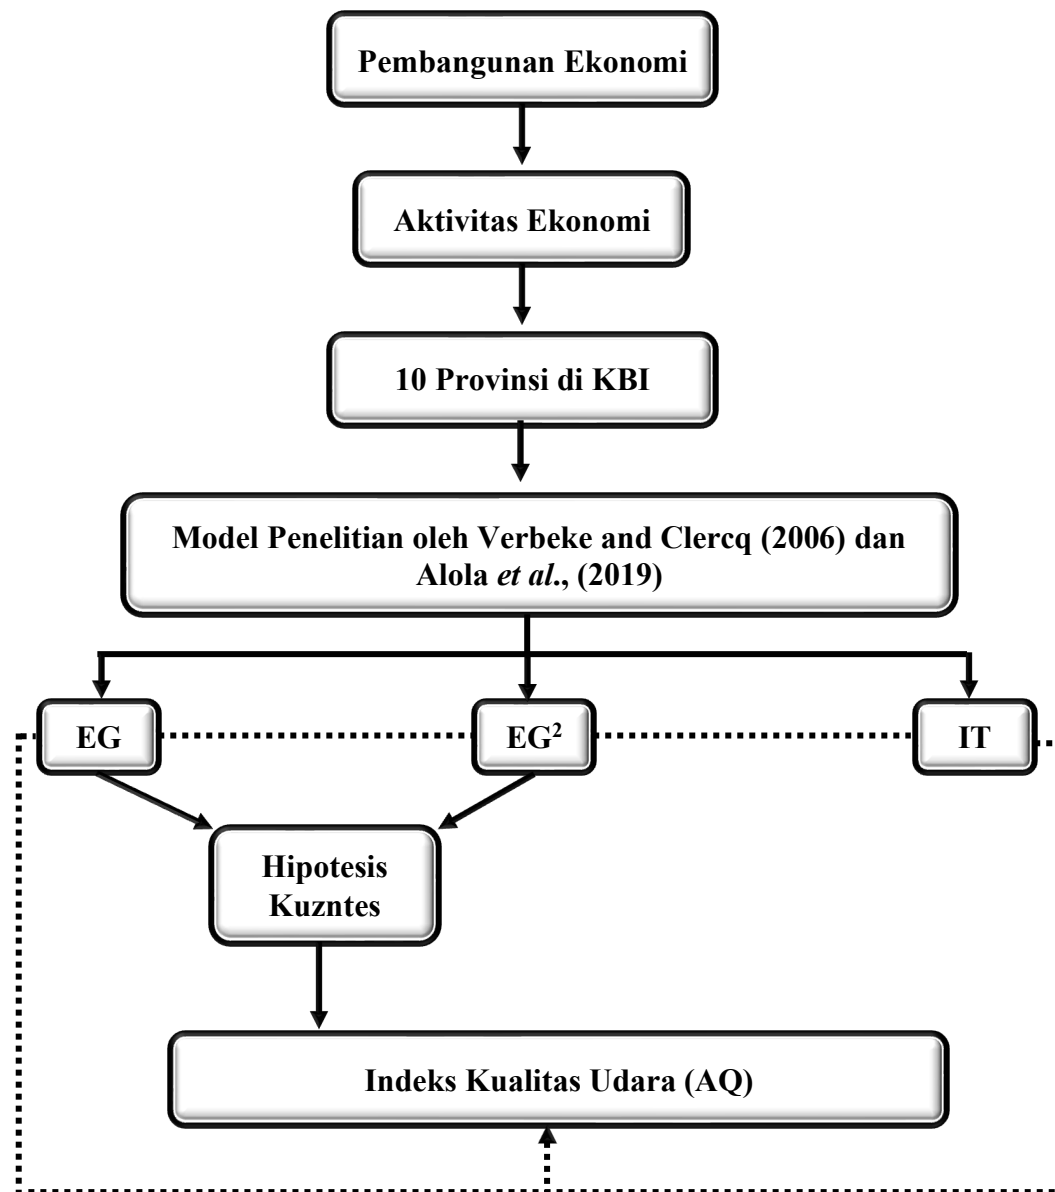 Pembangunan Ekonomi
Aktivitas Ekonomi
10 Provinsi di KBI
Model Penelitian oleh Verbeke and Clercq (2006) dan
Alola et al., (2019)
EG
EG²
IT
Hipotesis
Kuzntes
Indeks Kualitas Udara (AQ)